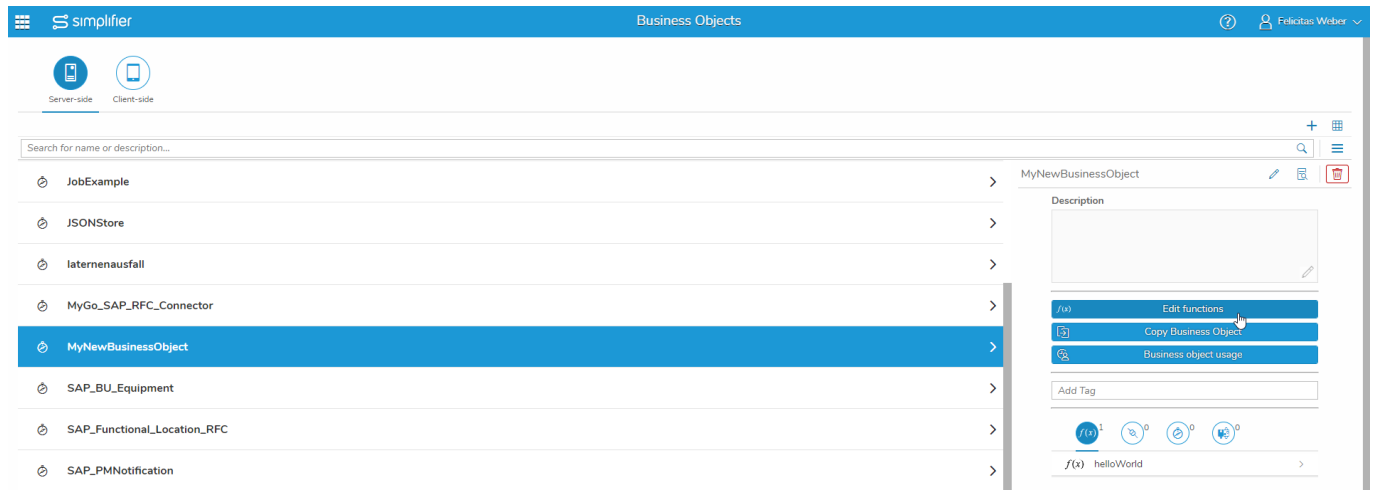 simplifier
Business Objects
Felicitas Weber
Server-side
Client-side
Search for name or description...
JobExample
JSONStore
laternenausfall
MyGo_SAP_RFC_Connector
MyNewBusinessObject
SAP_BU_Equipment
SAP_Functional_Location_RFC
SAP_PMNotification
MyNewBusinessObject
Description
f(x) Edit functions
Copy Business Object
Business object usage
Add Tag
f(x) 1 0 0 0
f(x) helloWorld